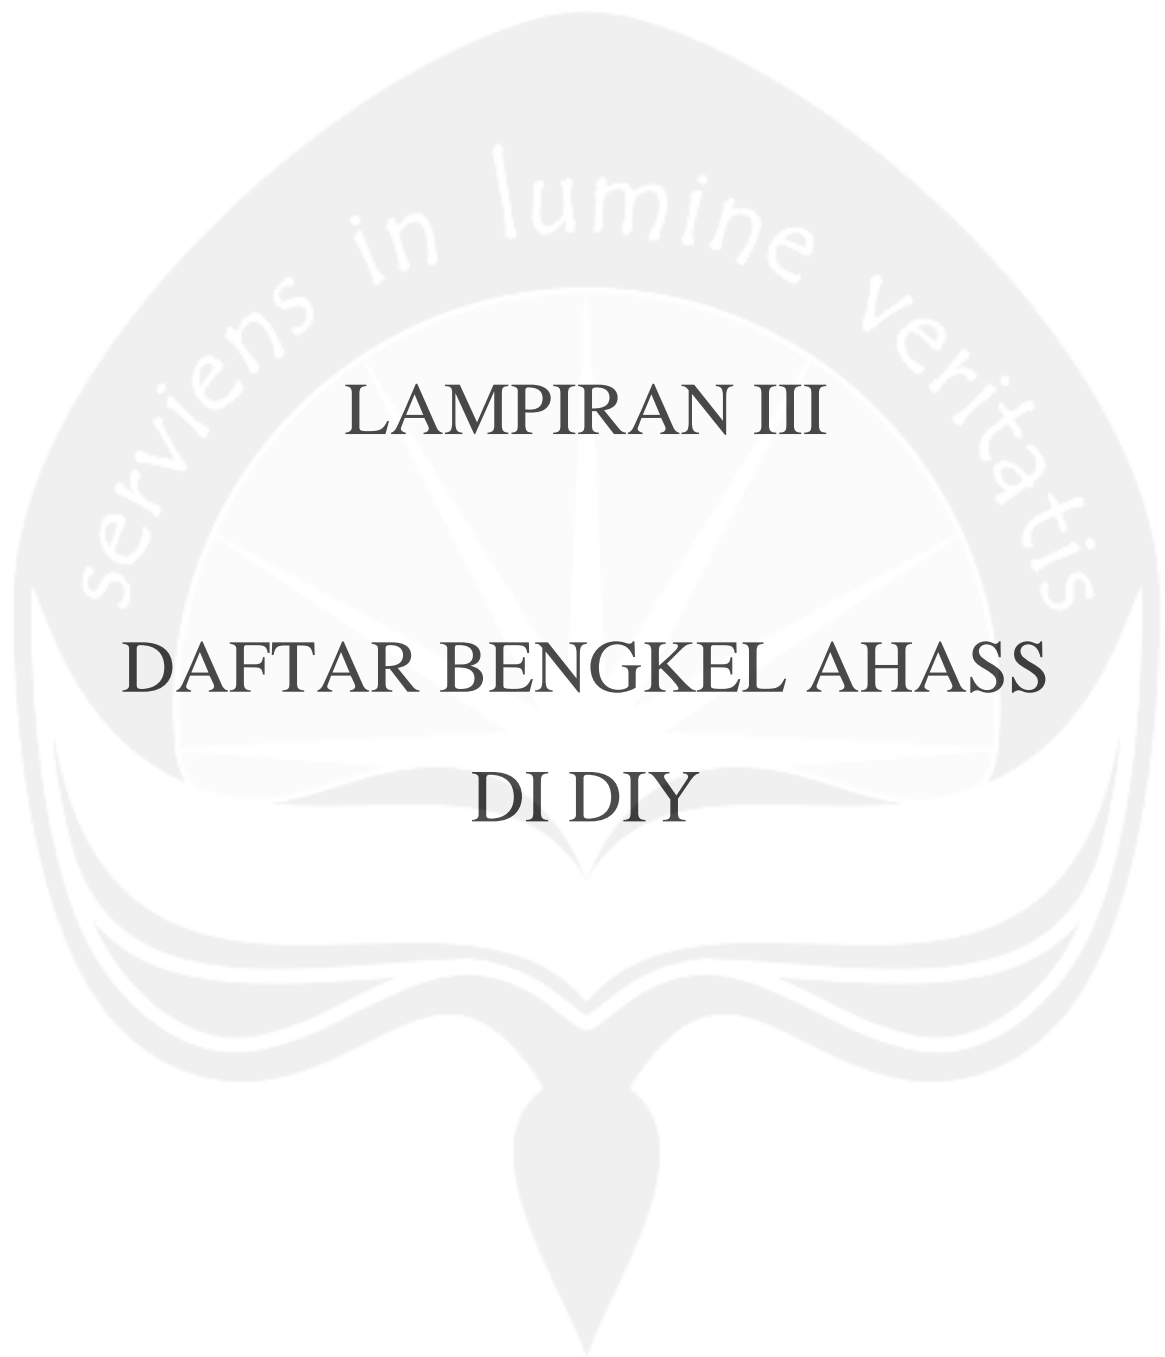 serviens in lumine veritatis
LAMPIRAN III
DAFTAR BENGKEL AHASS
DI DIY